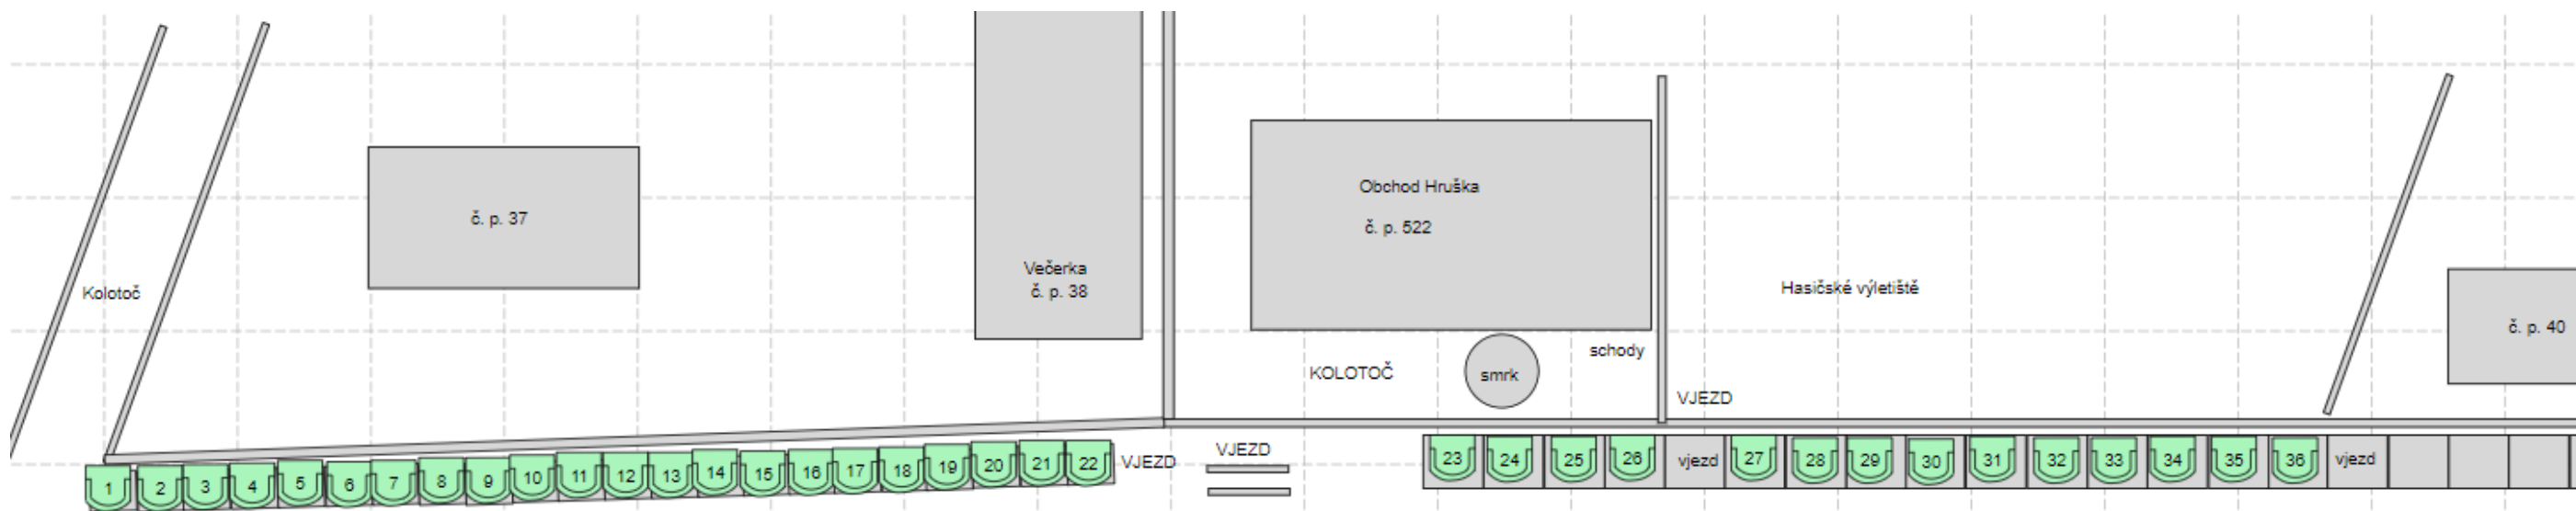 Kolotoč
č. p. 37
Večerka
č. p. 38
Obchod Hruška
č. p. 522
KOLOTOČ
smrk
schody
VJEZD
Hasičské výletiště
č. p. 40
1 2 3 4 5 6 7 8 9 10 11 12 13 14 15 16 17 18 19 20 21 22 VJEZD
VJEZD
23 24 25 26 vjezd 27 28 29 30 31 32 33 34 35 36 vjezd